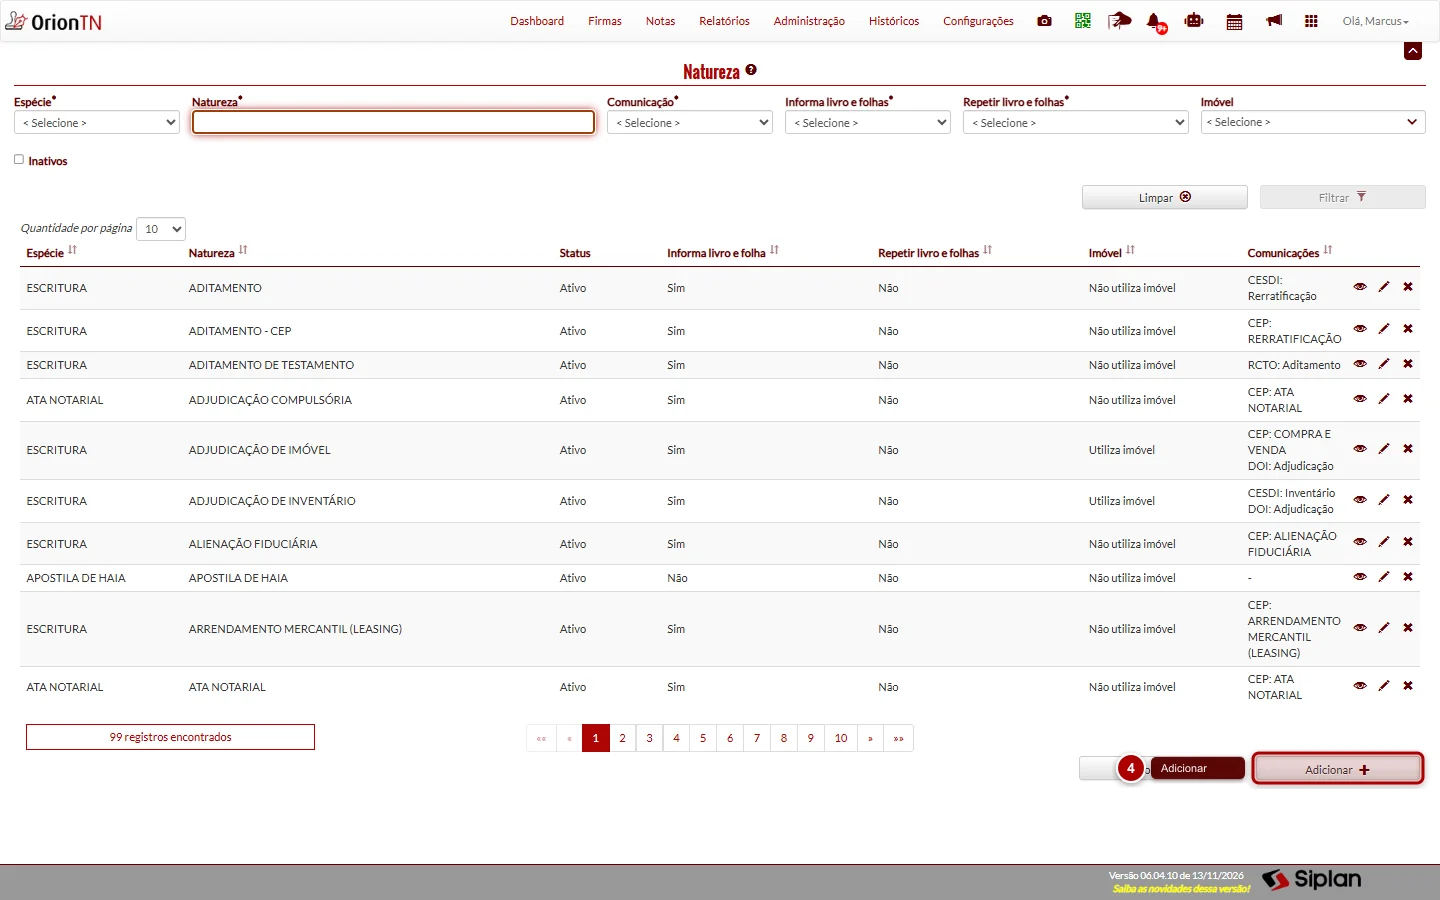 OrionTN
Dashboard Firmas Notas Relatórios Administração Históricos Configurações 9+ Olá, Marcus
Natureza
Espécie* Natureza* Comunicação* Informa livro e folhas* Repetir livro e folhas* Imóvel
< Selecione > < Selecione > < Selecione > < Selecione > < Selecione >
Inativos
Limpar Filtrar
Quantidade por página 10
Espécie Natureza Status Informa livro e folha Repetir livro e folhas Imóvel Comunicações
ESCRITURA ADITAMENTO Ativo Sim Não Não utiliza imóvel CESDI:
Rerratificação
ESCRITURA ADITAMENTO - CEP Ativo Sim Não Não utiliza imóvel CEP:
RERRATIFICAÇÃO
ESCRITURA ADITAMENTO DE TESTAMENTO Ativo Sim Não Não utiliza imóvel RCTO: Aditamento
ATA NOTARIAL ADJUDICAÇÃO COMPULSÓRIA Ativo Sim Não Não utiliza imóvel CEP: ATA
NOTARIAL
ESCRITURA ADJUDICAÇÃO DE IMÓVEL Ativo Sim Não Utiliza imóvel CEP: COMPRA E
VENDA
DOI: Adjudicação
ESCRITURA ADJUDICAÇÃO DE INVENTÁRIO Ativo Sim Não Utiliza imóvel CESDI: Inventário
DOI: Adjudicação
ESCRITURA ALIENAÇÃO FIDUCIÁRIA Ativo Sim Não Não utiliza imóvel CEP: ALIENAÇÃO
FIDUCIÁRIA
APOSTILA DE HAIA APOSTILA DE HAIA Ativo Não Não Não utiliza imóvel -
ESCRITURA ARRENDAMENTO MERCANTIL (LEASING) Ativo Sim Não Não utiliza imóvel CEP:
ARRENDAMENTO
MERCANTIL
(LEASING)
ATA NOTARIAL ATA NOTARIAL Ativo Sim Não Não utiliza imóvel CEP: ATA
NOTARIAL
99 registros encontrados «« « 1 2 3 4 5 6 7 8 9 10 » »»
4 Adicionar Adicionar
Versão 06.04.10 de 13/11/2026
Saiba as novidades dessa versão!
Siplan